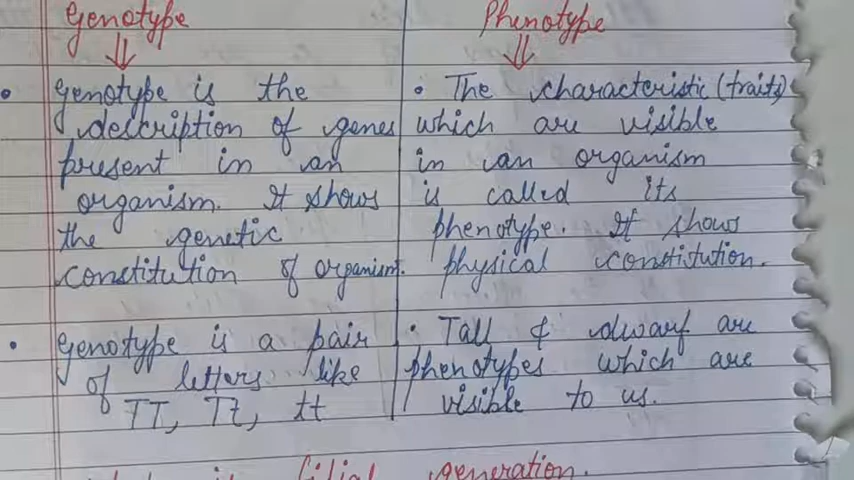 Genotype
Phenotype
• Genotype is the
description of genes
present in an
organism. It shows
the genetic
constitution of organism.
• The characteristic (traits)
which are visible
in an organism
is called its
phenotype. It shows
physical constitution.
• Genotype is a pair
of letters like
TT, Tt, tt
• Tall & dwarf are
phenotypes which are
visible to us.
is filial generation.